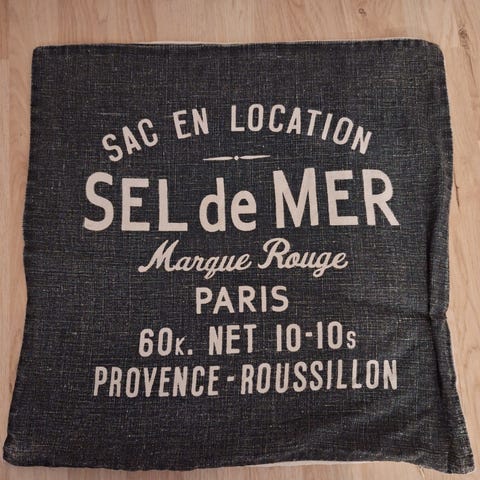 SAC EN LOCATION
SEL de MER
Marque Rouge
PARIS
60K. NET 10-10s
PROVENCE-ROUSSILLON